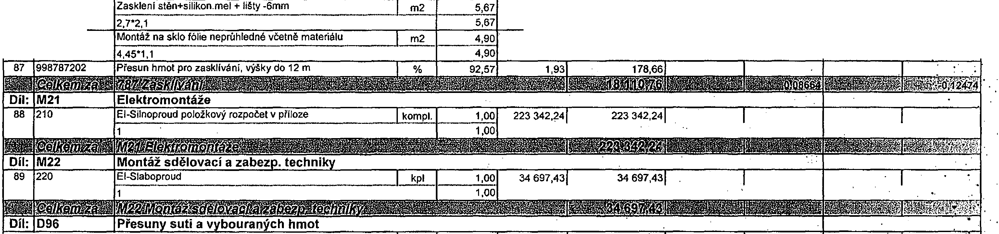 Zasklení stěn+silikon.mel + lišty -6mm m2 5,67
2,7*2,1 5,67
Montáž na sklo fólie neprůhledné včetně materiálu m2 4,90
4,45*1,1 4,90
87 998787202 Přesun hmot pro zasklívání, výšky do 12 m % 92,57 1,93 178,66
Celkem za 787 Zasklívání 18 110,76 0,08664 -0,12474
Díl: M21 Elektromontáže
88 210 El-Silnoproud položkový rozpočet v příloze kompl. 1,00 223 342,24 223 342,24
1 1,00
Celkem za M21 Elektromontáže 223 342,24
Díl: M22 Montáž sdělovací a zabezp. techniky
89 220 El-Slaboproud kpl 1,00 34 697,43 34 697,43
1 1,00
Celkem za M22 Montáž sdělovací a zabezp. techniky 34 697,43
Díl: D96 Přesuny suti a vybouraných hmot